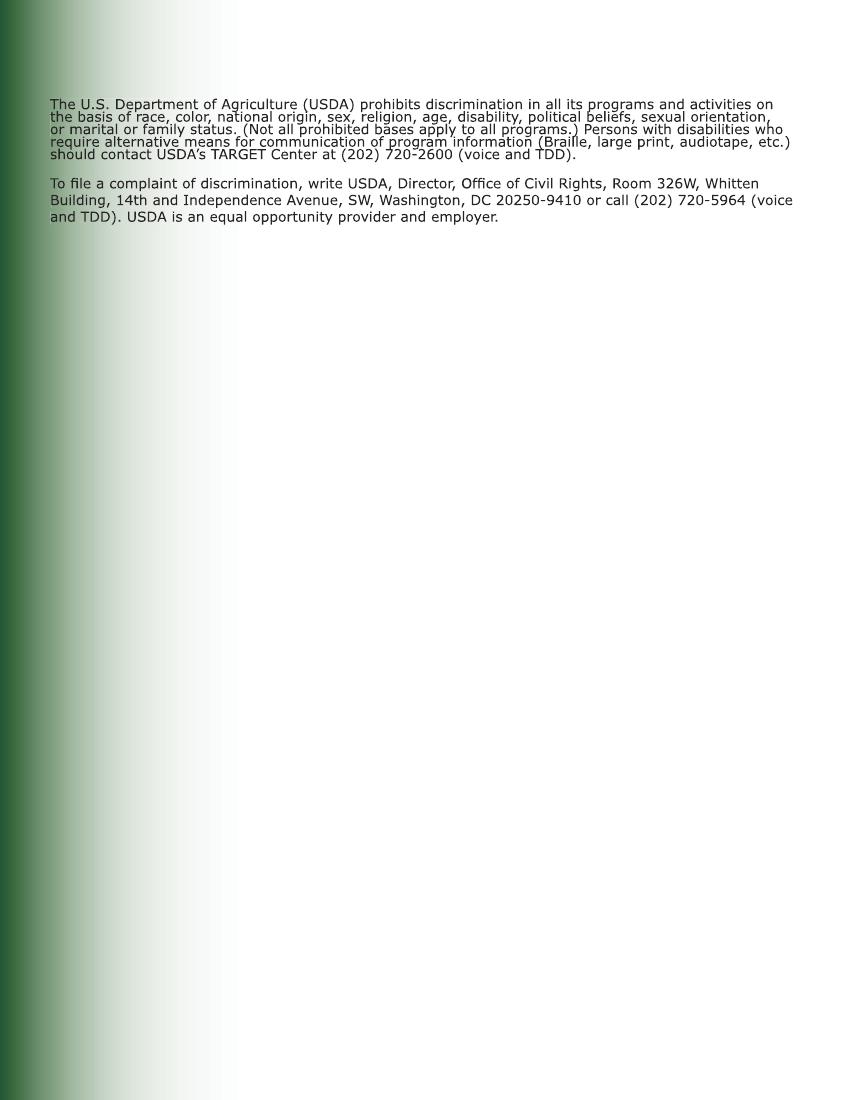 The U.S. Department of Agriculture (USDA) prohibits discrimination in all its programs and activities on
the basis of race, color, national origin, sex, religion, age, disability, political beliefs, sexual orientation,
or marital or family status. (Not all prohibited bases apply to all programs.) Persons with disabilities who
require alternative means for communication of program information (Braille, large print, audiotape, etc.)
should contact USDA's TARGET Center at (202) 720-2600 (voice and TDD).
To file a complaint of discrimination, write USDA, Director, Office of Civil Rights, Room 326W, Whitten
Building, 14th and Independence Avenue, SW, Washington, DC 20250-9410 or call (202) 720-5964 (voice
and TDD). USDA is an equal opportunity provider and employer.